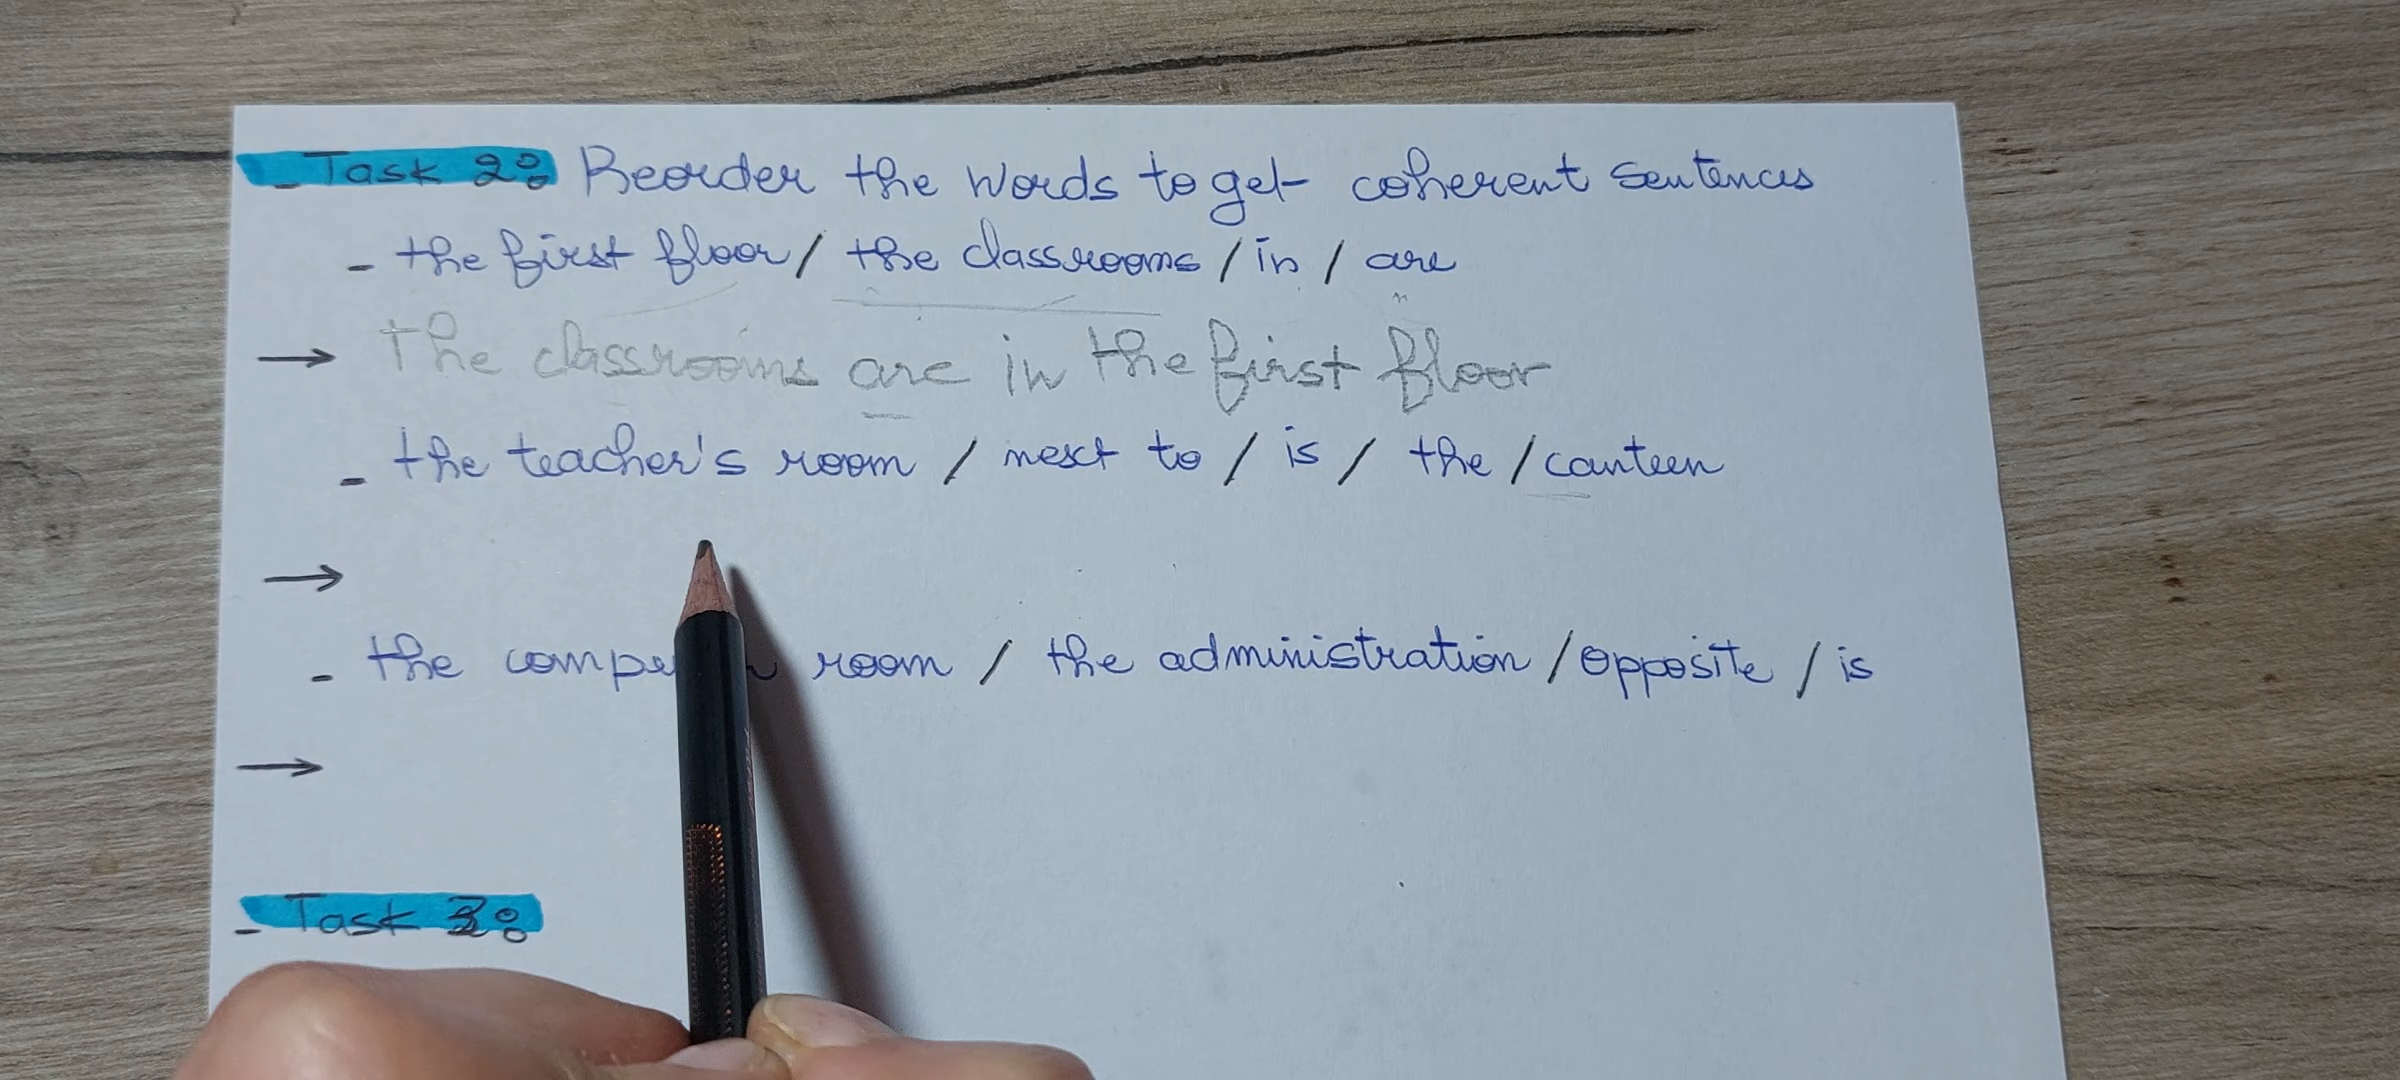 - Task 2: Reorder the words to get coherent sentences
- the first floor / the classrooms / in / are
→ The classrooms are in the first floor
- the teacher's room / next to / is / the / canteen
→
- the room / the administration / opposite / is
→
- Task 3: